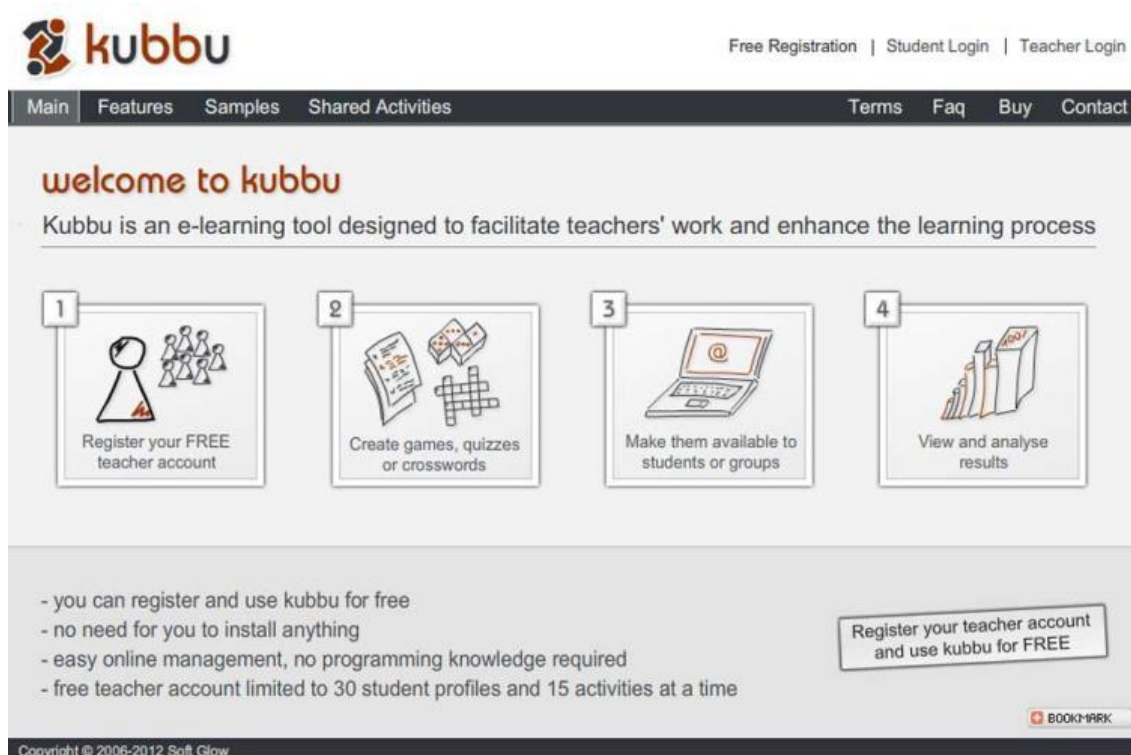 kubbu
Free Registration | Student Login | Teacher Login
Main Features Samples Shared Activities Terms Faq Buy Contact
welcome to kubbu
Kubbu is an e-learning tool designed to facilitate teachers' work and enhance the learning process
1
Register your FREE
teacher account
2
Create games, quizzes
or crosswords
3
@
Make them available to
students or groups
4
100%
View and analyse
results
- you can register and use kubbu for free
- no need for you to install anything
- easy online management, no programming knowledge required
- free teacher account limited to 30 student profiles and 15 activities at a time
Register your teacher account
and use kubbu for FREE
BOOKMARK
Copyright © 2006-2012 Soft Glow